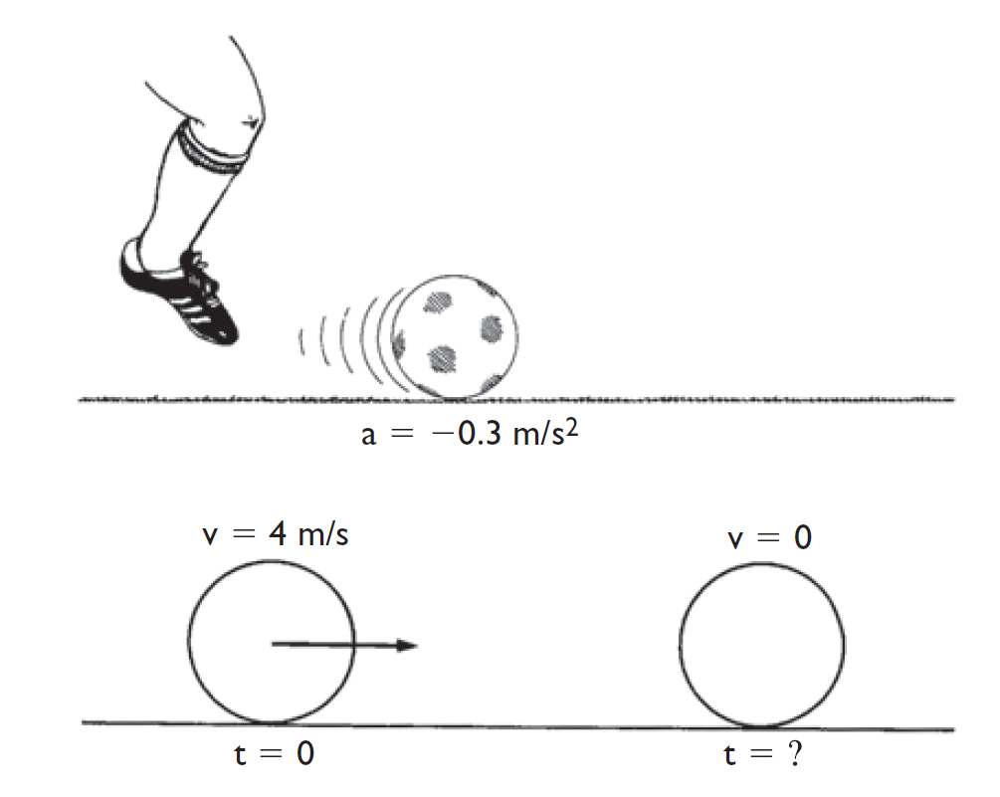 a = −0.3 m/s²
v = 4 m/s
v = 0
t = 0
t = ?